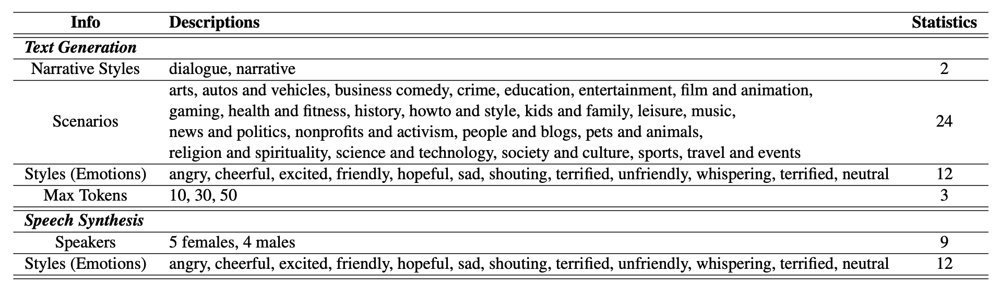 Info Descriptions Statistics
Text Generation
Narrative Styles dialogue, narrative 2
arts, autos and vehicles, business comedy, crime, education, entertainment, film and animation,
gaming, health and fitness, history, howto and style, kids and family, leisure, music,
Scenarios 24
news and politics, nonprofits and activism, people and blogs, pets and animals,
religion and spirituality, science and technology, society and culture, sports, travel and events
Styles (Emotions) angry, cheerful, excited, friendly, hopeful, sad, shouting, terrified, unfriendly, whispering, terrified, neutral 12
Max Tokens 10, 30, 50 3
Speech Synthesis
Speakers 5 females, 4 males 9
Styles (Emotions) angry, cheerful, excited, friendly, hopeful, sad, shouting, terrified, unfriendly, whispering, terrified, neutral 12